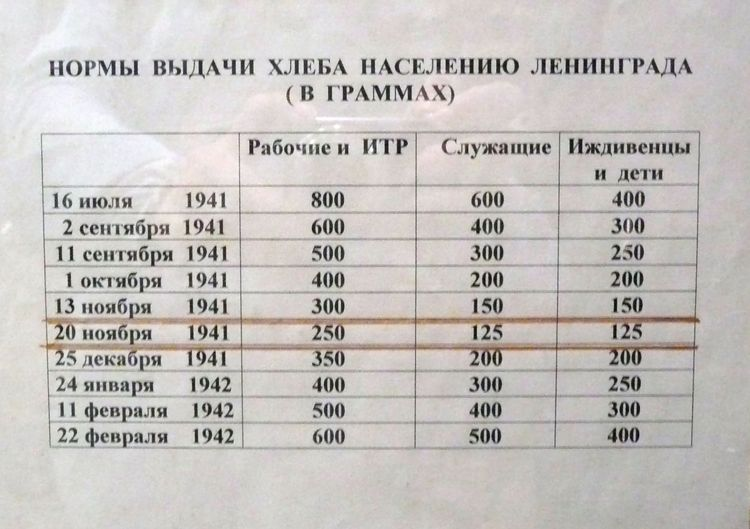 НОРМЫ ВЫДАЧИ ХЛЕБА НАСЕЛЕНИЮ ЛЕНИНГРАДА
( В ГРАММАХ)
Рабочие и ИТР Служащие Иждивенцы
и дети
16 июля 1941 800 600 400
2 сентября 1941 600 400 300
11 сентября 1941 500 300 250
1 октября 1941 400 200 200
13 ноября 1941 300 150 150
20 ноября 1941 250 125 125
25 декабря 1941 350 200 200
24 января 1942 400 300 250
11 февраля 1942 500 400 300
22 февраля 1942 600 500 400